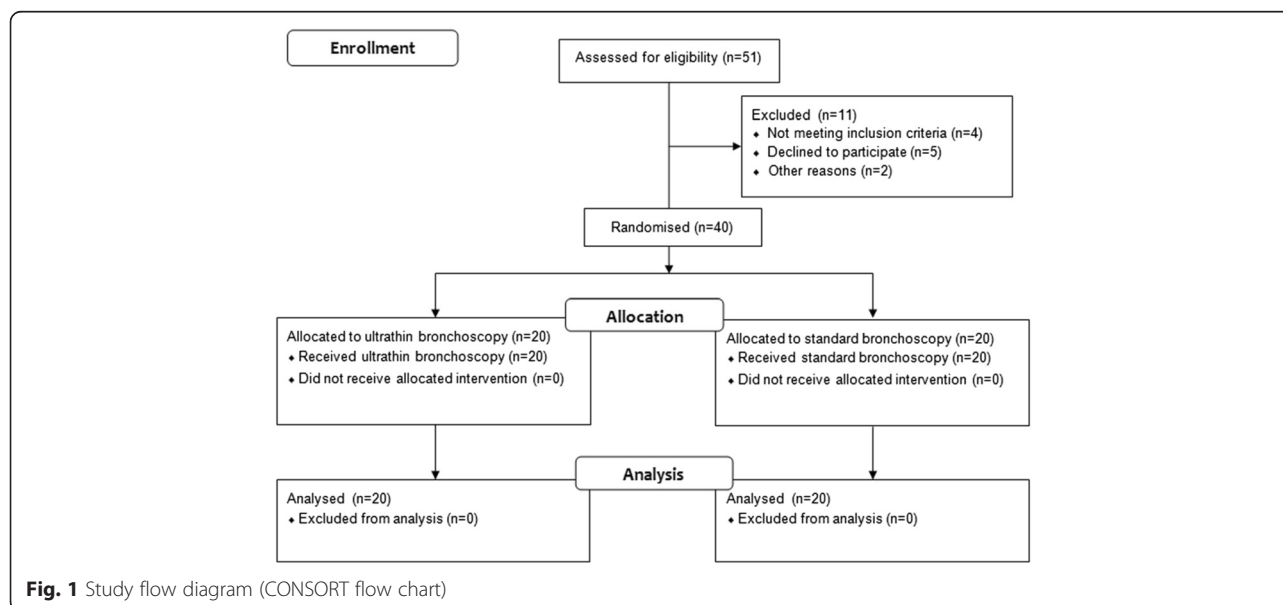 Enrollment
Assessed for eligibility (n=51)
Excluded (n=11)
⬥ Not meeting inclusion criteria (n=4)
⬥ Declined to participate (n=5)
⬥ Other reasons (n=2)
Randomised (n=40)
Allocation
Allocated to ultrathin bronchoscopy (n=20)
⬥ Received ultrathin bronchoscopy (n=20)
⬥ Did not receive allocated intervention (n=0)
Allocated to standard bronchoscopy (n=20)
⬥ Received standard bronchoscopy (n=20)
⬥ Did not receive allocated intervention (n=0)
Analysis
Analysed (n=20)
⬥ Excluded from analysis (n=0)
Analysed (n=20)
⬥ Excluded from analysis (n=0)
Fig. 1 Study flow diagram (CONSORT flow chart)